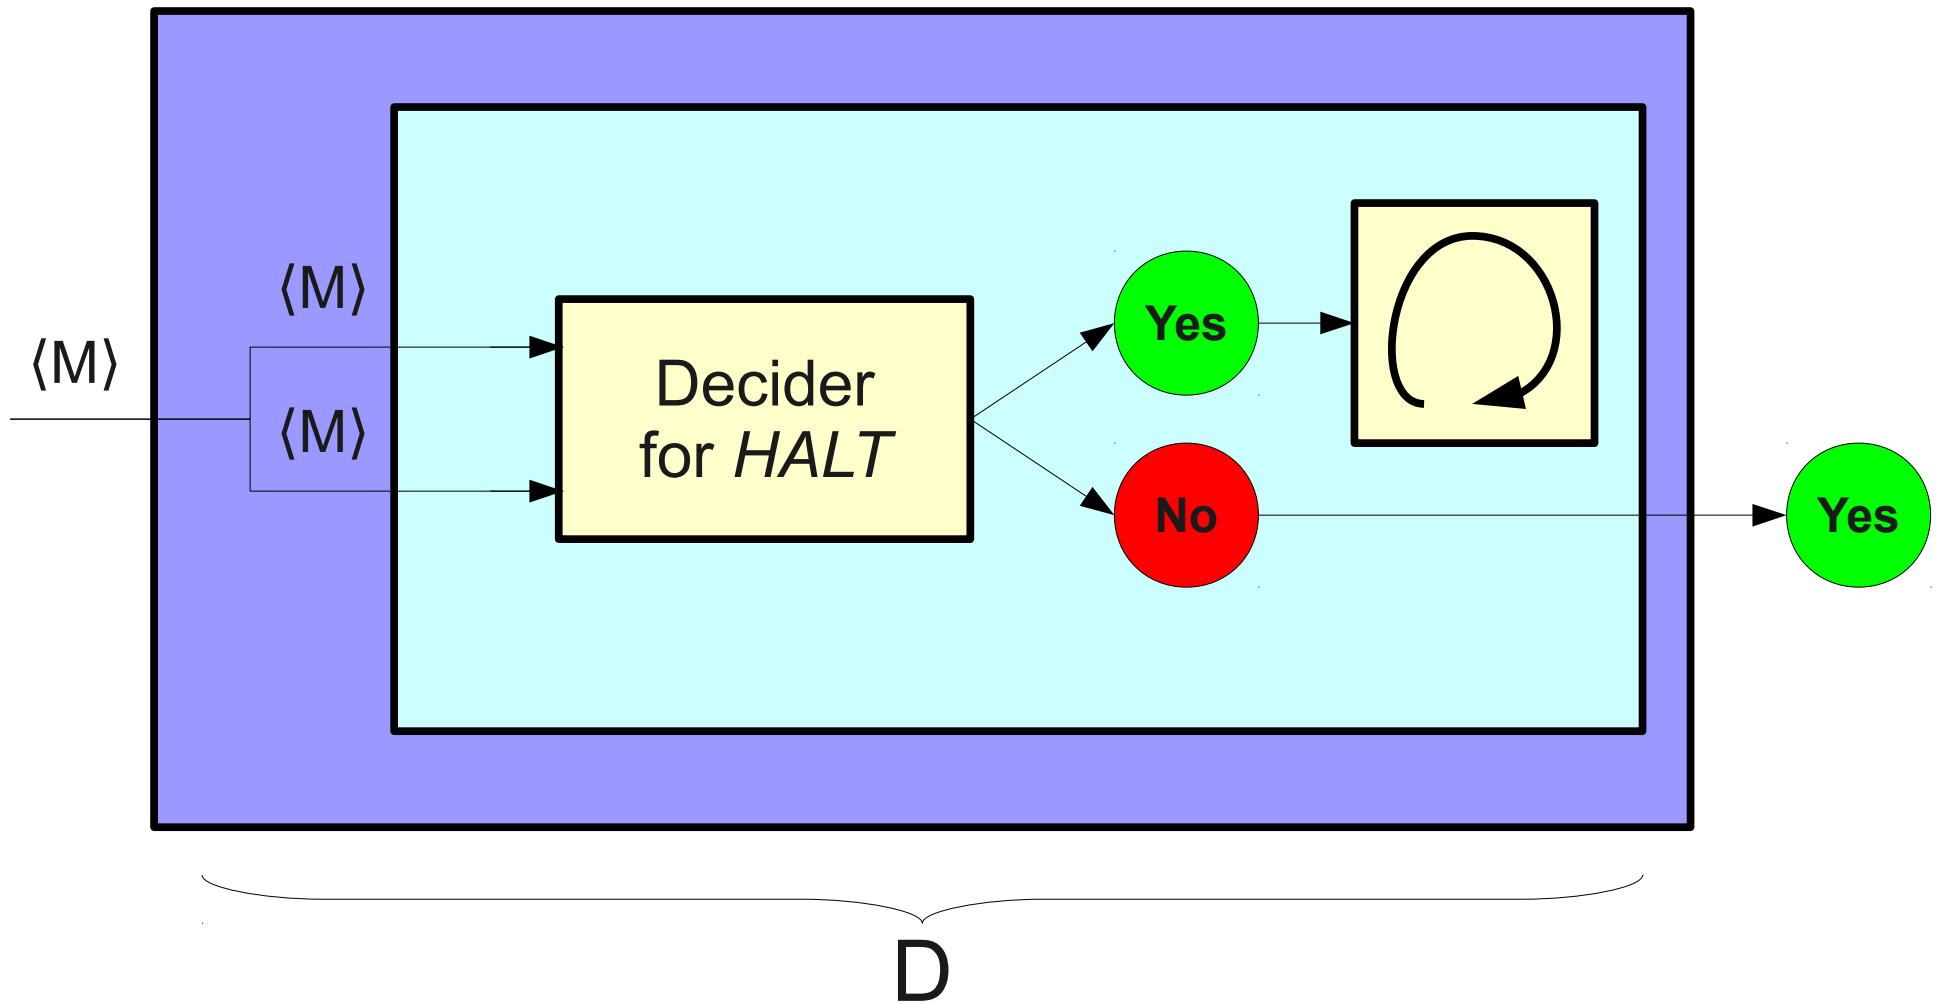 ⟨M⟩
⟨M⟩
⟨M⟩
Decider
for HALT
Yes
No
Yes
D